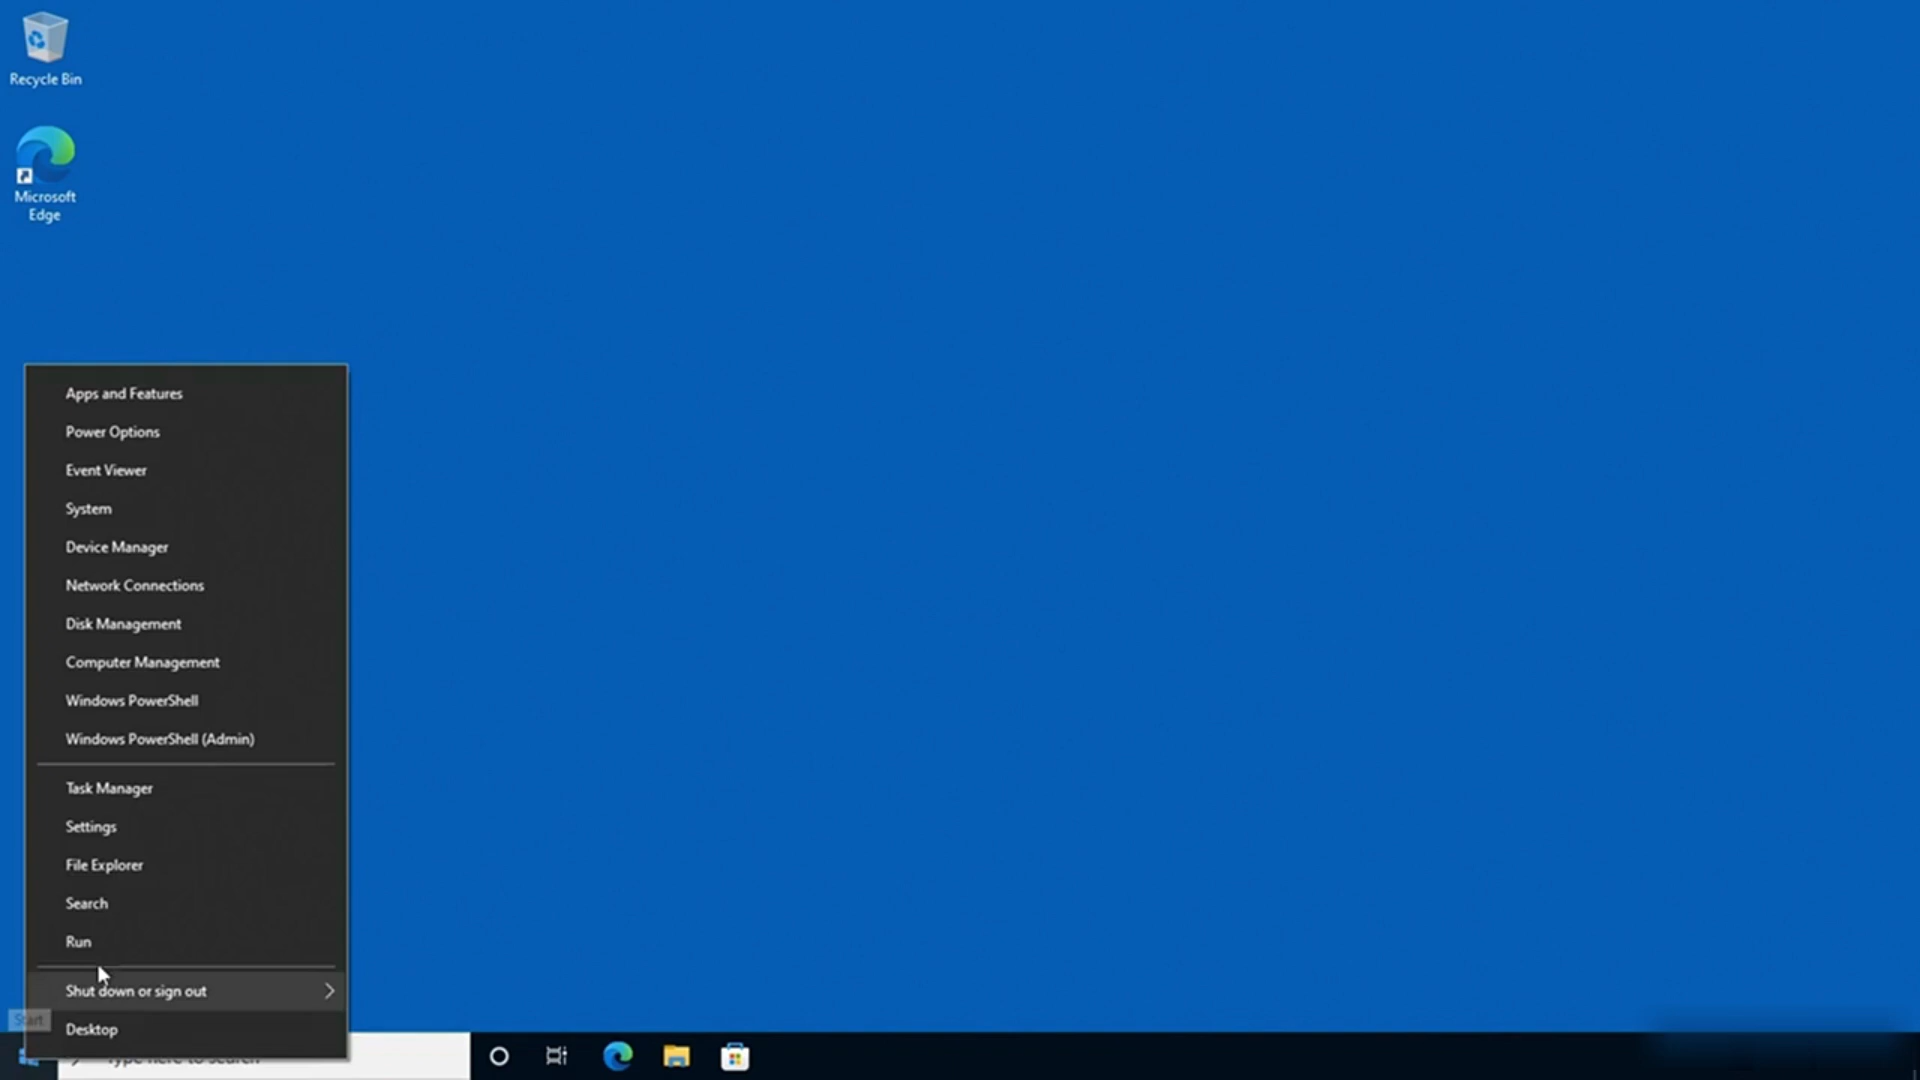 Recycle Bin
Microsoft
Edge
Apps and Features
Power Options
Event Viewer
System
Device Manager
Network Connections
Disk Management
Computer Management
Windows PowerShell
Windows PowerShell (Admin)
Task Manager
Settings
File Explorer
Search
Run
Shut down or sign out
Start
Desktop
Type here to search